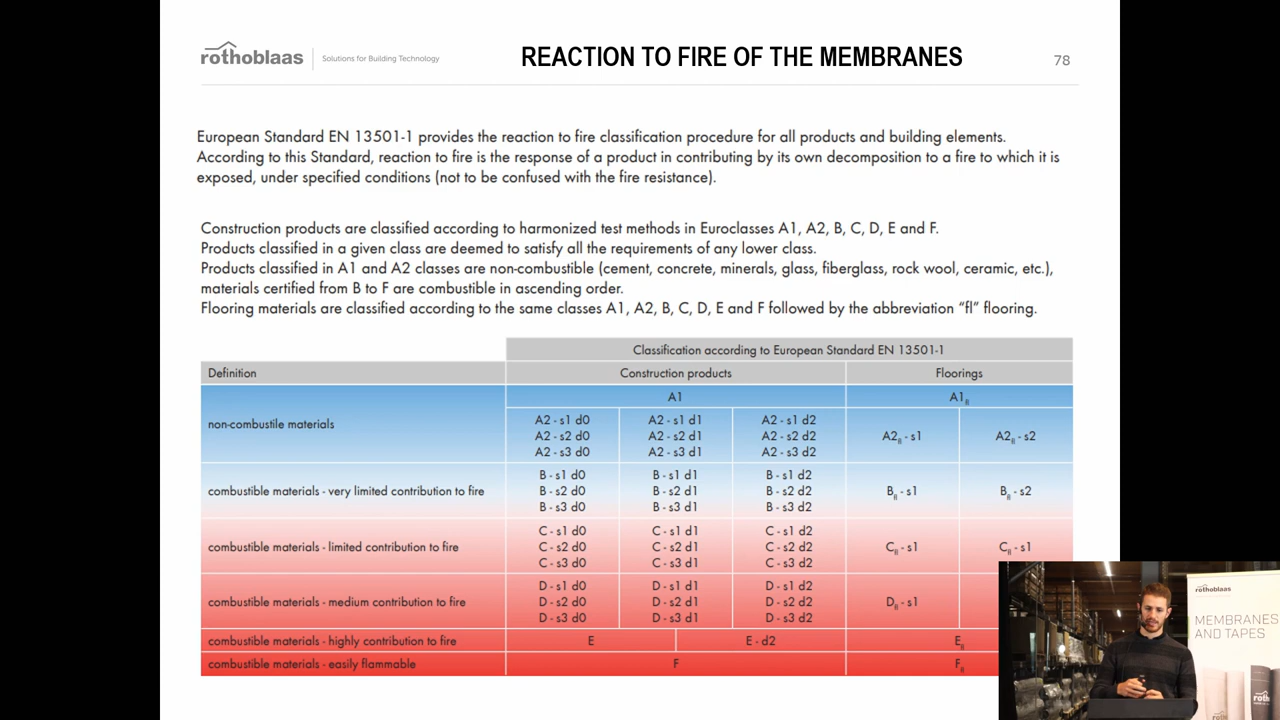 rothoblaas
Solutions for Building Technology
REACTION TO FIRE OF THE MEMBRANES
78
European Standard EN 13501-1 provides the reaction to fire classification procedure for all products and building elements.
According to this Standard, reaction to fire is the response of a product in contributing by its own decomposition to a fire to which it is
exposed, under specified conditions (not to be confused with the fire resistance).
Construction products are classified according to harmonized test methods in Euroclasses A1, A2, B, C, D, E and F.
Products classified in a given class are deemed to satisfy all the requirements of any lower class.
Products classified in A1 and A2 classes are non-combustible (cement, concrete, minerals, glass, fiberglass, rock wool, ceramic, etc.),
materials certified from B to F are combustible in ascending order.
Flooring materials are classified according to the same classes A1, A2, B, C, D, E and F followed by the abbreviation “fl” flooring.
Classification according to European Standard EN 13501-1
Definition Construction products Floorings
A1 A1fl
non-combustile materials
A2 - s1 d0 A2 - s1 d1 A2 - s1 d2
A2 - s2 d0 A2 - s2 d1 A2 - s2 d2 A2fl - s1 A2fl - s2
A2 - s3 d0 A2 - s3 d1 A2 - s3 d2
B - s1 d0 B - s1 d1 B - s1 d2
combustible materials - very limited contribution to fire B - s2 d0 B - s2 d1 B - s2 d2 Bfl - s1 Bfl - s2
B - s3 d0 B - s3 d1 B - s3 d2
C - s1 d0 C - s1 d1 C - s1 d2
combustible materials - limited contribution to fire C - s2 d0 C - s2 d1 C - s2 d2 Cfl - s1 Cfl - s1
C - s3 d0 C - s3 d1 C - s3 d2
D - s1 d0 D - s1 d1 D - s1 d2
combustible materials - medium contribution to fire D - s2 d0 D - s2 d1 D - s2 d2 Dfl - s1
D - s3 d0 D - s3 d1 D - s3 d2
combustible materials - highly contribution to fire E E - d2 Efl
combustible materials - easily flammable F Ffl
rothoblaas
MEMBRANES
AND TAPES